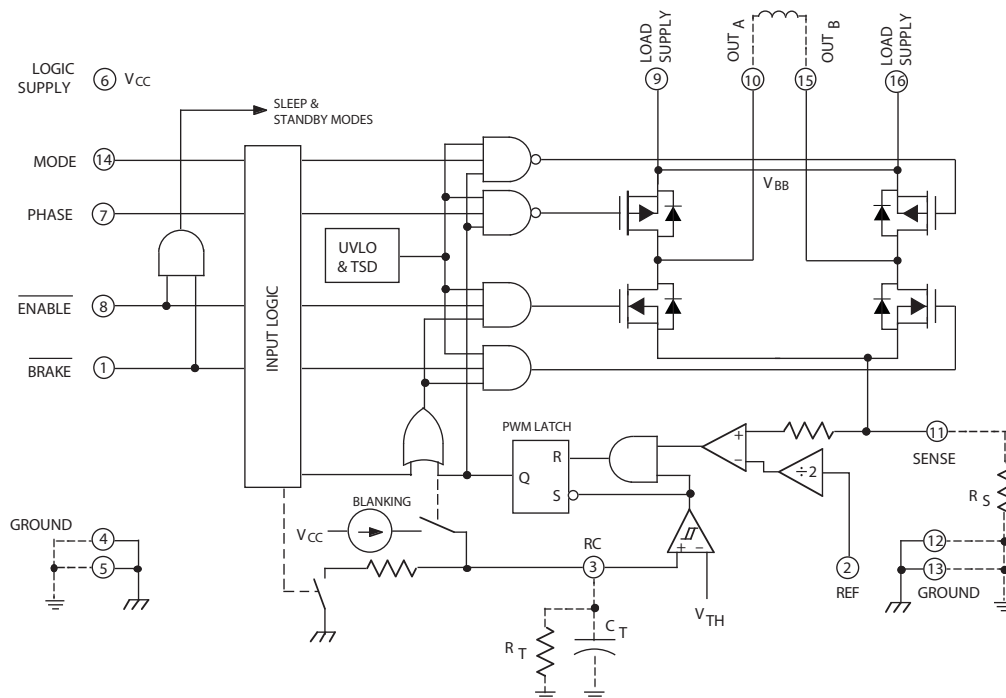 LOAD
SUPPLY
9
OUT A
10
OUT B
15
LOAD
SUPPLY
16
LOGIC
SUPPLY
6
VCC
SLEEP &
STANDBY MODES
MODE
14
PHASE
7
VBB
UVLO
& TSD
ENABLE
8
INPUT LOGIC
BRAKE
1
PWM LATCH
R
Q
S
+
−
÷2
11
SENSE
RS
BLANKING
VCC
GROUND
4
5
RC
3
+ −
VTH
2
REF
12
13
GROUND
RT
CT